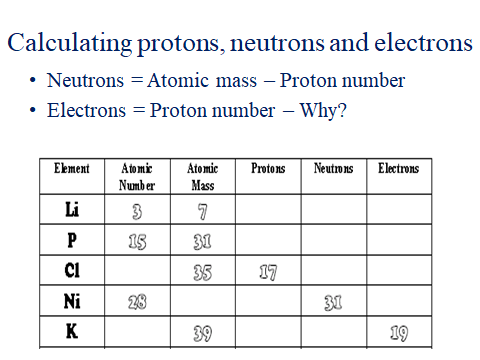 Calculating protons, neutrons and electrons
• Neutrons = Atomic mass – Proton number
• Electrons = Proton number – Why?
Element Atomic Number Atomic Mass Protons Neutrons Electrons
Li 3 7
P 15 31
Cl 35 17
Ni 28 31
K 39 19